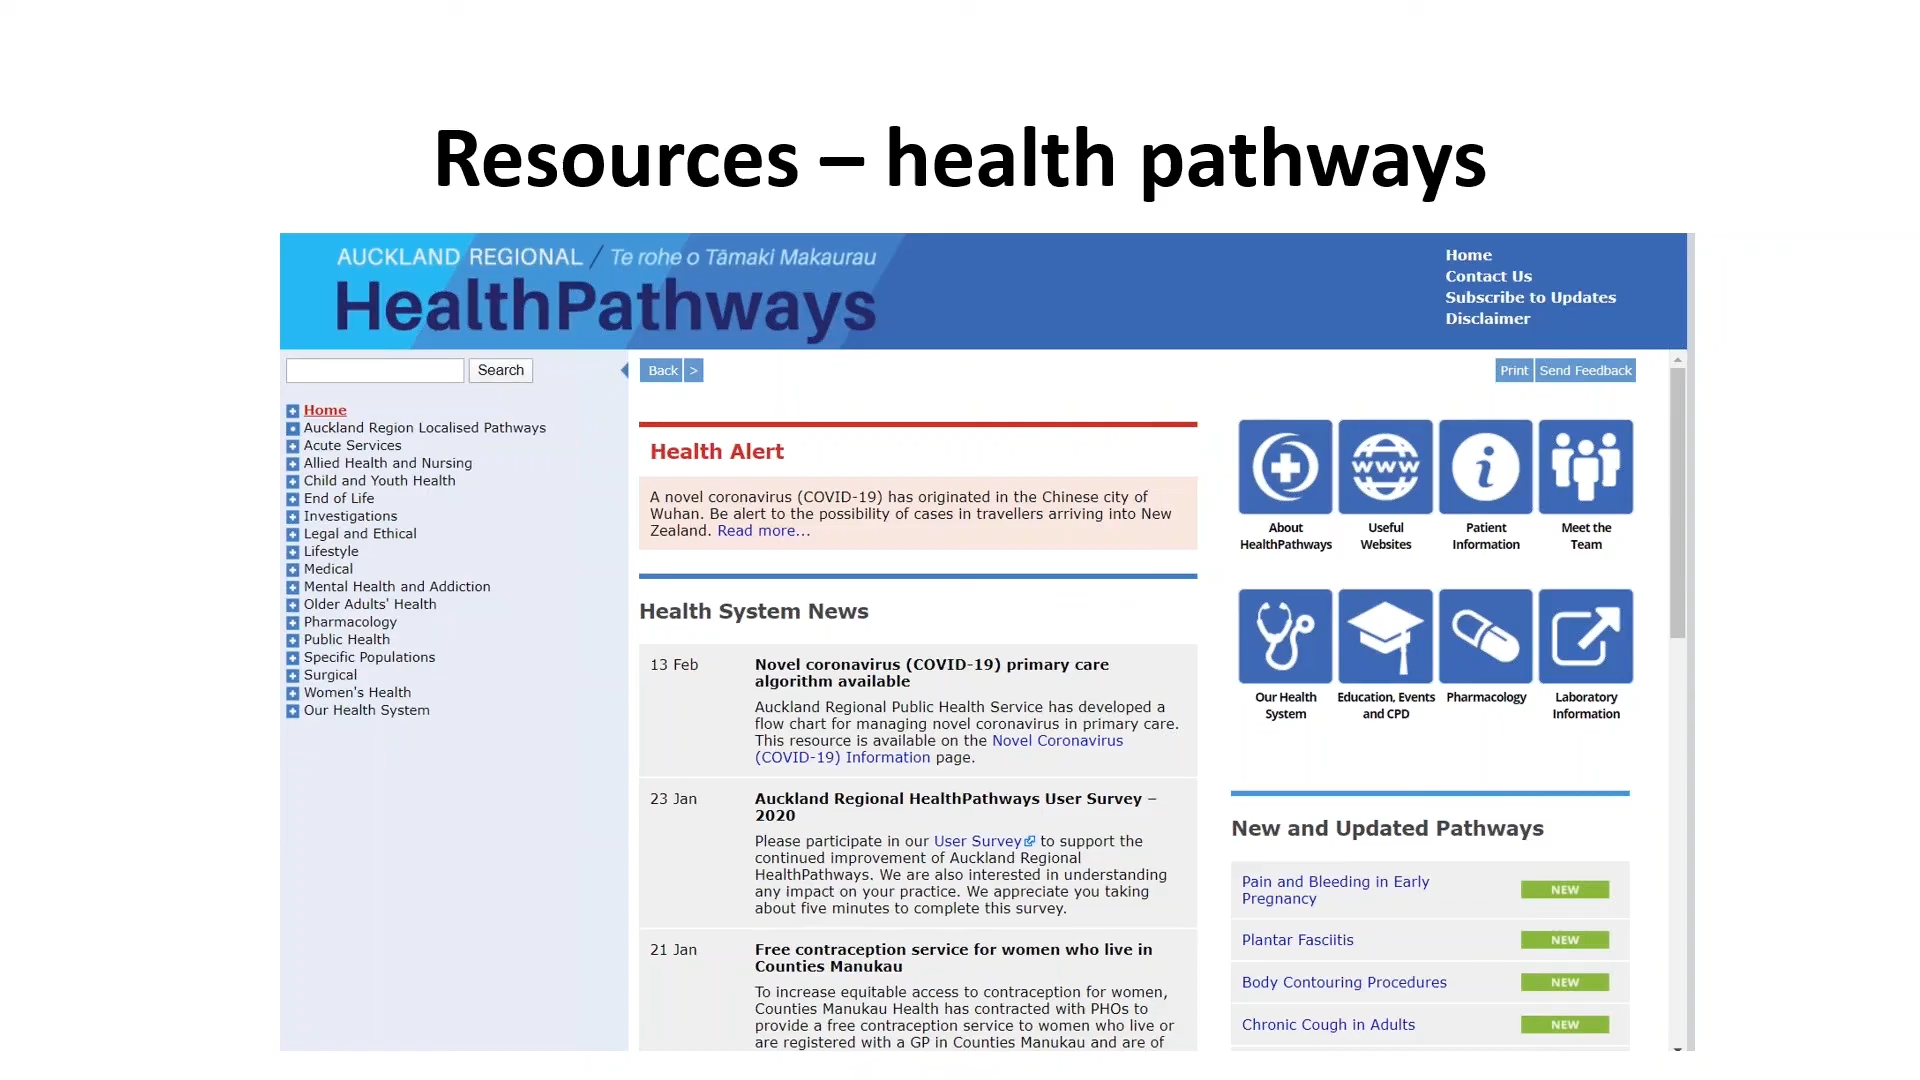 Resources – health pathways
AUCKLAND REGIONAL / Te rohe o Tāmaki Makaurau
HealthPathways
Home
Contact Us
Subscribe to Updates
Disclaimer
Search
Back >
Print Send Feedback
Home
Auckland Region Localised Pathways
Acute Services
Allied Health and Nursing
Child and Youth Health
End of Life
Investigations
Legal and Ethical
Lifestyle
Medical
Mental Health and Addiction
Older Adults' Health
Pharmacology
Public Health
Specific Populations
Surgical
Women's Health
Our Health System
Health Alert
A novel coronavirus (COVID-19) has originated in the Chinese city of
Wuhan. Be alert to the possibility of cases in travellers arriving into New
Zealand. Read more...
Health System News
13 Feb
Novel coronavirus (COVID-19) primary care
algorithm available
Auckland Regional Public Health Service has developed a
flow chart for managing novel coronavirus in primary care.
This resource is available on the Novel Coronavirus
(COVID-19) Information page.
23 Jan
Auckland Regional HealthPathways User Survey –
2020
Please participate in our User Survey to support the
continued improvement of Auckland Regional
HealthPathways. We are also interested in understanding
any impact on your practice. We appreciate you taking
about five minutes to complete this survey.
21 Jan
Free contraception service for women who live in
Counties Manukau
To increase equitable access to contraception for women,
Counties Manukau Health has contracted with PHOs to
provide a free contraception service to women who live or
are registered with a GP in Counties Manukau and are of
www
i
About
HealthPathways
Useful
Websites
Patient
Information
Meet the
Team
Our Health
System
Education, Events
and CPD
Pharmacology
Laboratory
Information
New and Updated Pathways
Pain and Bleeding in Early
Pregnancy
NEW
Plantar Fasciitis
NEW
Body Contouring Procedures
NEW
Chronic Cough in Adults
NEW